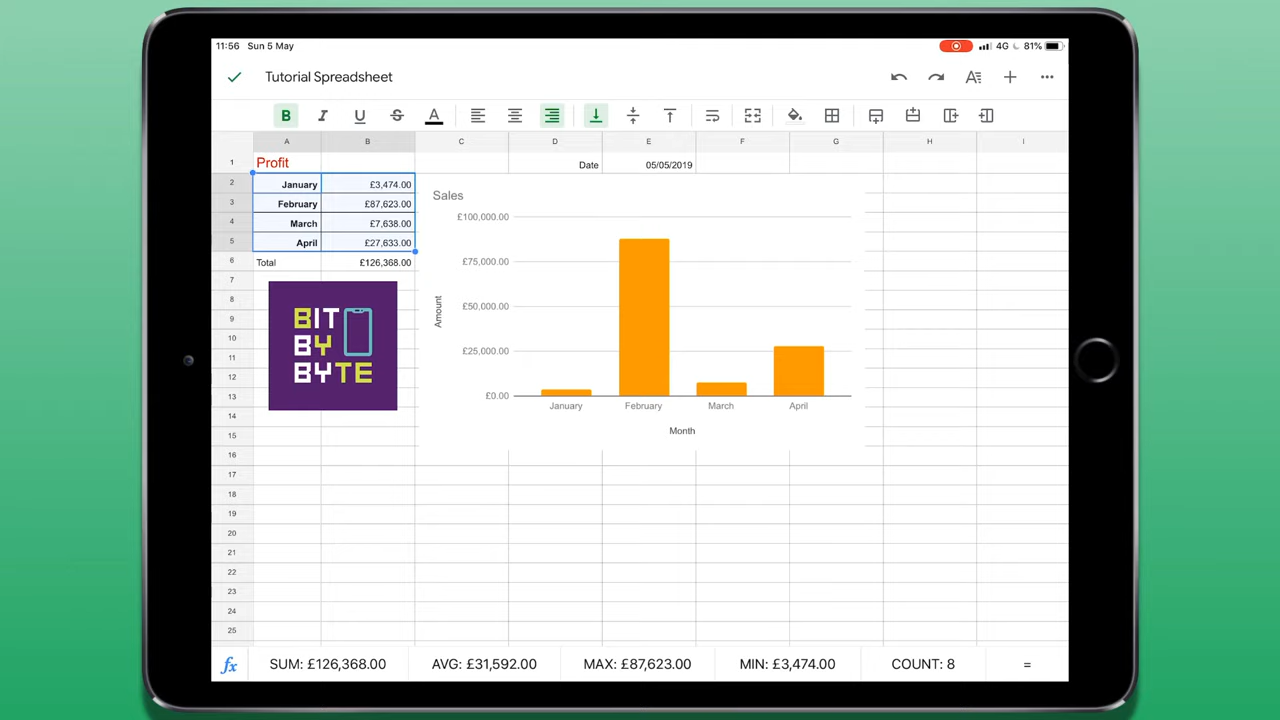 11:56 Sun 5 May 4G 81%
Tutorial Spreadsheet
B I U S A A
A B C D E F G H I
1 Profit Date 05/05/2019
2 January £3,474.00
3 February £87,623.00
4 March £7,638.00
5 April £27,633.00
6 Total £126,368.00
7
8
9
10
11
12
13
14
15
16
17
18
19
20
21
22
23
24
25
BIT
BY
BYTE
Sales
£100,000.00
£75,000.00
£50,000.00
£25,000.00
£0.00
Amount
January February March April
Month
fx SUM: £126,368.00 AVG: £31,592.00 MAX: £87,623.00 MIN: £3,474.00 COUNT: 8 =